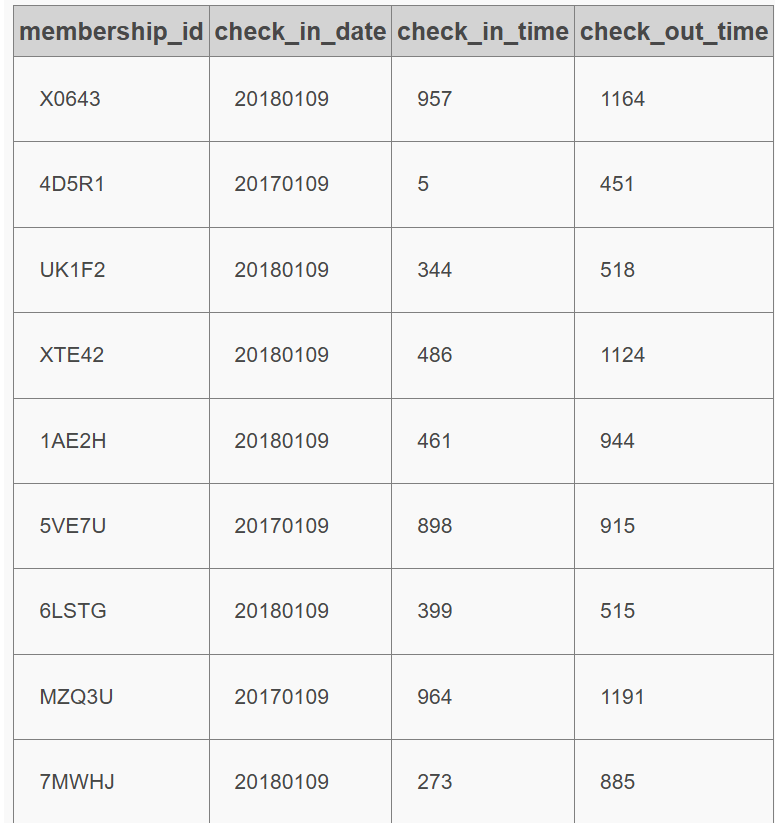 membership_id check_in_date check_in_time check_out_time
X0643 20180109 957 1164
4D5R1 20170109 5 451
UK1F2 20180109 344 518
XTE42 20180109 486 1124
1AE2H 20180109 461 944
5VE7U 20170109 898 915
6LSTG 20180109 399 515
MZQ3U 20170109 964 1191
7MWHJ 20180109 273 885